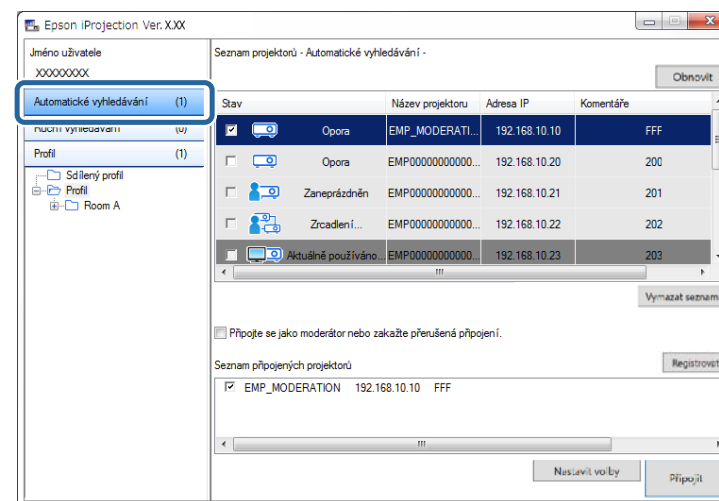 Epson iProjection Ver. X.XX
Jméno uživatele
XXXXXXXX
Automatické vyhledávání (1)
Ruční vyhledávání (0)
Profil (1)
Sdílený profil
Profil
Room A
Seznam projektorů - Automatické vyhledávání -
Obnovit
Stav Název projektoru Adresa IP Komentáře
Opora EMP_MODERATI... 192.168.10.10 FFF
Opora EMP00000000000... 192.168.10.20 200
Zaneprázdněn EMP00000000000... 192.168.10.21 201
Zrcadlení... EMP00000000000... 192.168.10.22 202
Aktuálně používáno... EMP00000000000... 192.168.10.23 203
Vymazat seznam
Připojte se jako moderátor nebo zakažte přerušená připojení.
Seznam připojených projektorů
Registrovat
EMP_MODERATION 192.168.10.10 FFF
Nastavit volby
Připojit